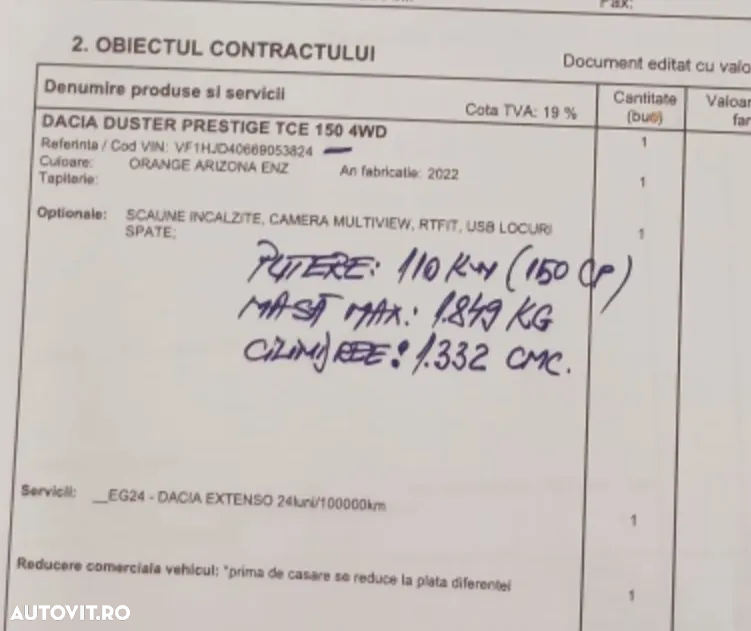 Fax:
2. OBIECTUL CONTRACTULUI
Document editat cu valo
Denumire produse si servicii
Cota TVA: 19 %
Cantitate
(buc)
Valoar
far
DACIA DUSTER PRESTIGE TCE 150 4WD
1
Referinta / Cod VIN: VF1HJD40669053824
Culoare: ORANGE ARIZONA ENZ An fabricatie: 2022
Tapiterie:
1
Optionale: SCAUNE INCALZITE, CAMERA MULTIVIEW, RTFIT, USB LOCURI
SPATE;
1
PUTERE: 110 KW (150 CP)
MASĂ MAX.: 1.849 KG
CILINDREE: 1.332 CMC.
Servicii: __EG24 - DACIA EXTENSO 24luni/100000km
1
Reducere comerciala vehicul: *prima de casare se reduce la plata diferentei
1
AUTOVIT.RO